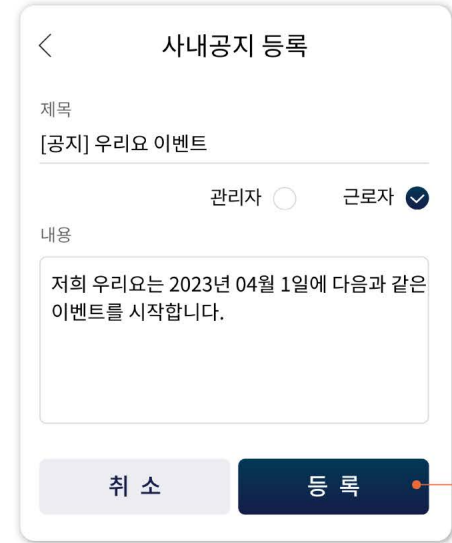 사내공지 등록
제목
[공지] 우리요 이벤트
관리자 근로자
내용
저희 우리요는 2023년 04월 1일에 다음과 같은
이벤트를 시작합니다.
취 소 등 록